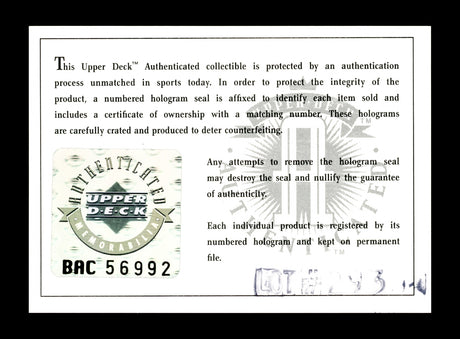 This Upper Deck™ Authenticated collectible is protected by an authentication
process unmatched in sports today. In order to protect the integrity of the
product, a numbered hologram seal is affixed to identify each item sold and
includes a certificate of ownership with a matching number. These holograms
are carefully crated and produced to deter counterfeiting.
Any attempts to remove the hologram seal
may destroy the seal and nullify the guarantee
of authenticity.
Each individual product is registered by its
numbered hologram and kept on permanent
file.
AUTHENTICATED
UPPER
DECK
MEMORABILIA
BAC 56992
UPPER DECK
AUTHENTICATED
LOT #